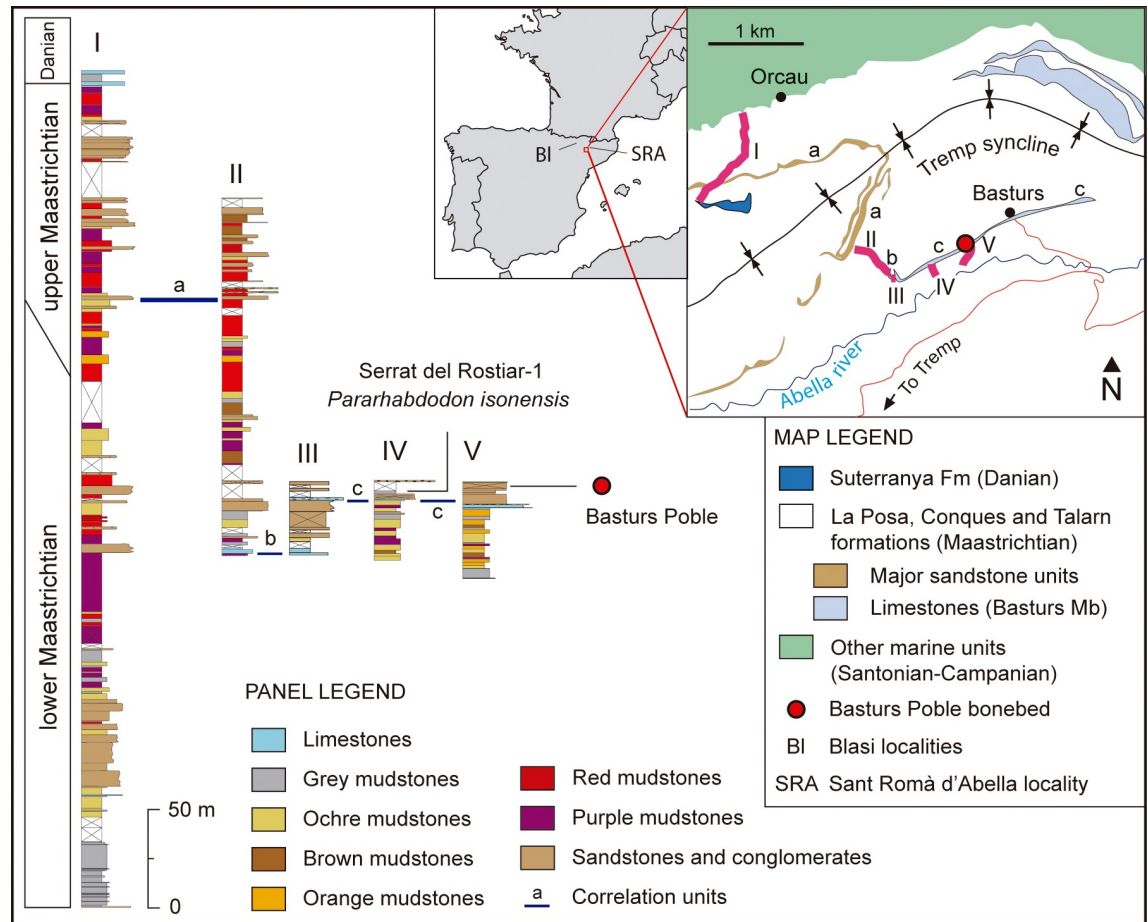 Danian
upper Maastrichtian
lower Maastrichtian
I
II
III
IV
V
a
b
c
c
Serrat del Rostiar-1
Pararhabdodon isonensis
Basturs Poble
50 m
0
PANEL LEGEND
Limestones
Grey mudstones
Ochre mudstones
Brown mudstones
Orange mudstones
Red mudstones
Purple mudstones
Sandstones and conglomerates
a Correlation units
BI
SRA
1 km
Orcau
I
a
Tremp syncline
a
Basturs
c
II
b
c
V
III
IV
Abella river
To Tremp
N
MAP LEGEND
Suterranya Fm (Danian)
La Posa, Conques and Talarn
formations (Maastrichtian)
Major sandstone units
Limestones (Basturs Mb)
Other marine units
(Santonian-Campanian)
Basturs Poble bonebed
BI Blasi localities
SRA Sant Romà d'Abella locality